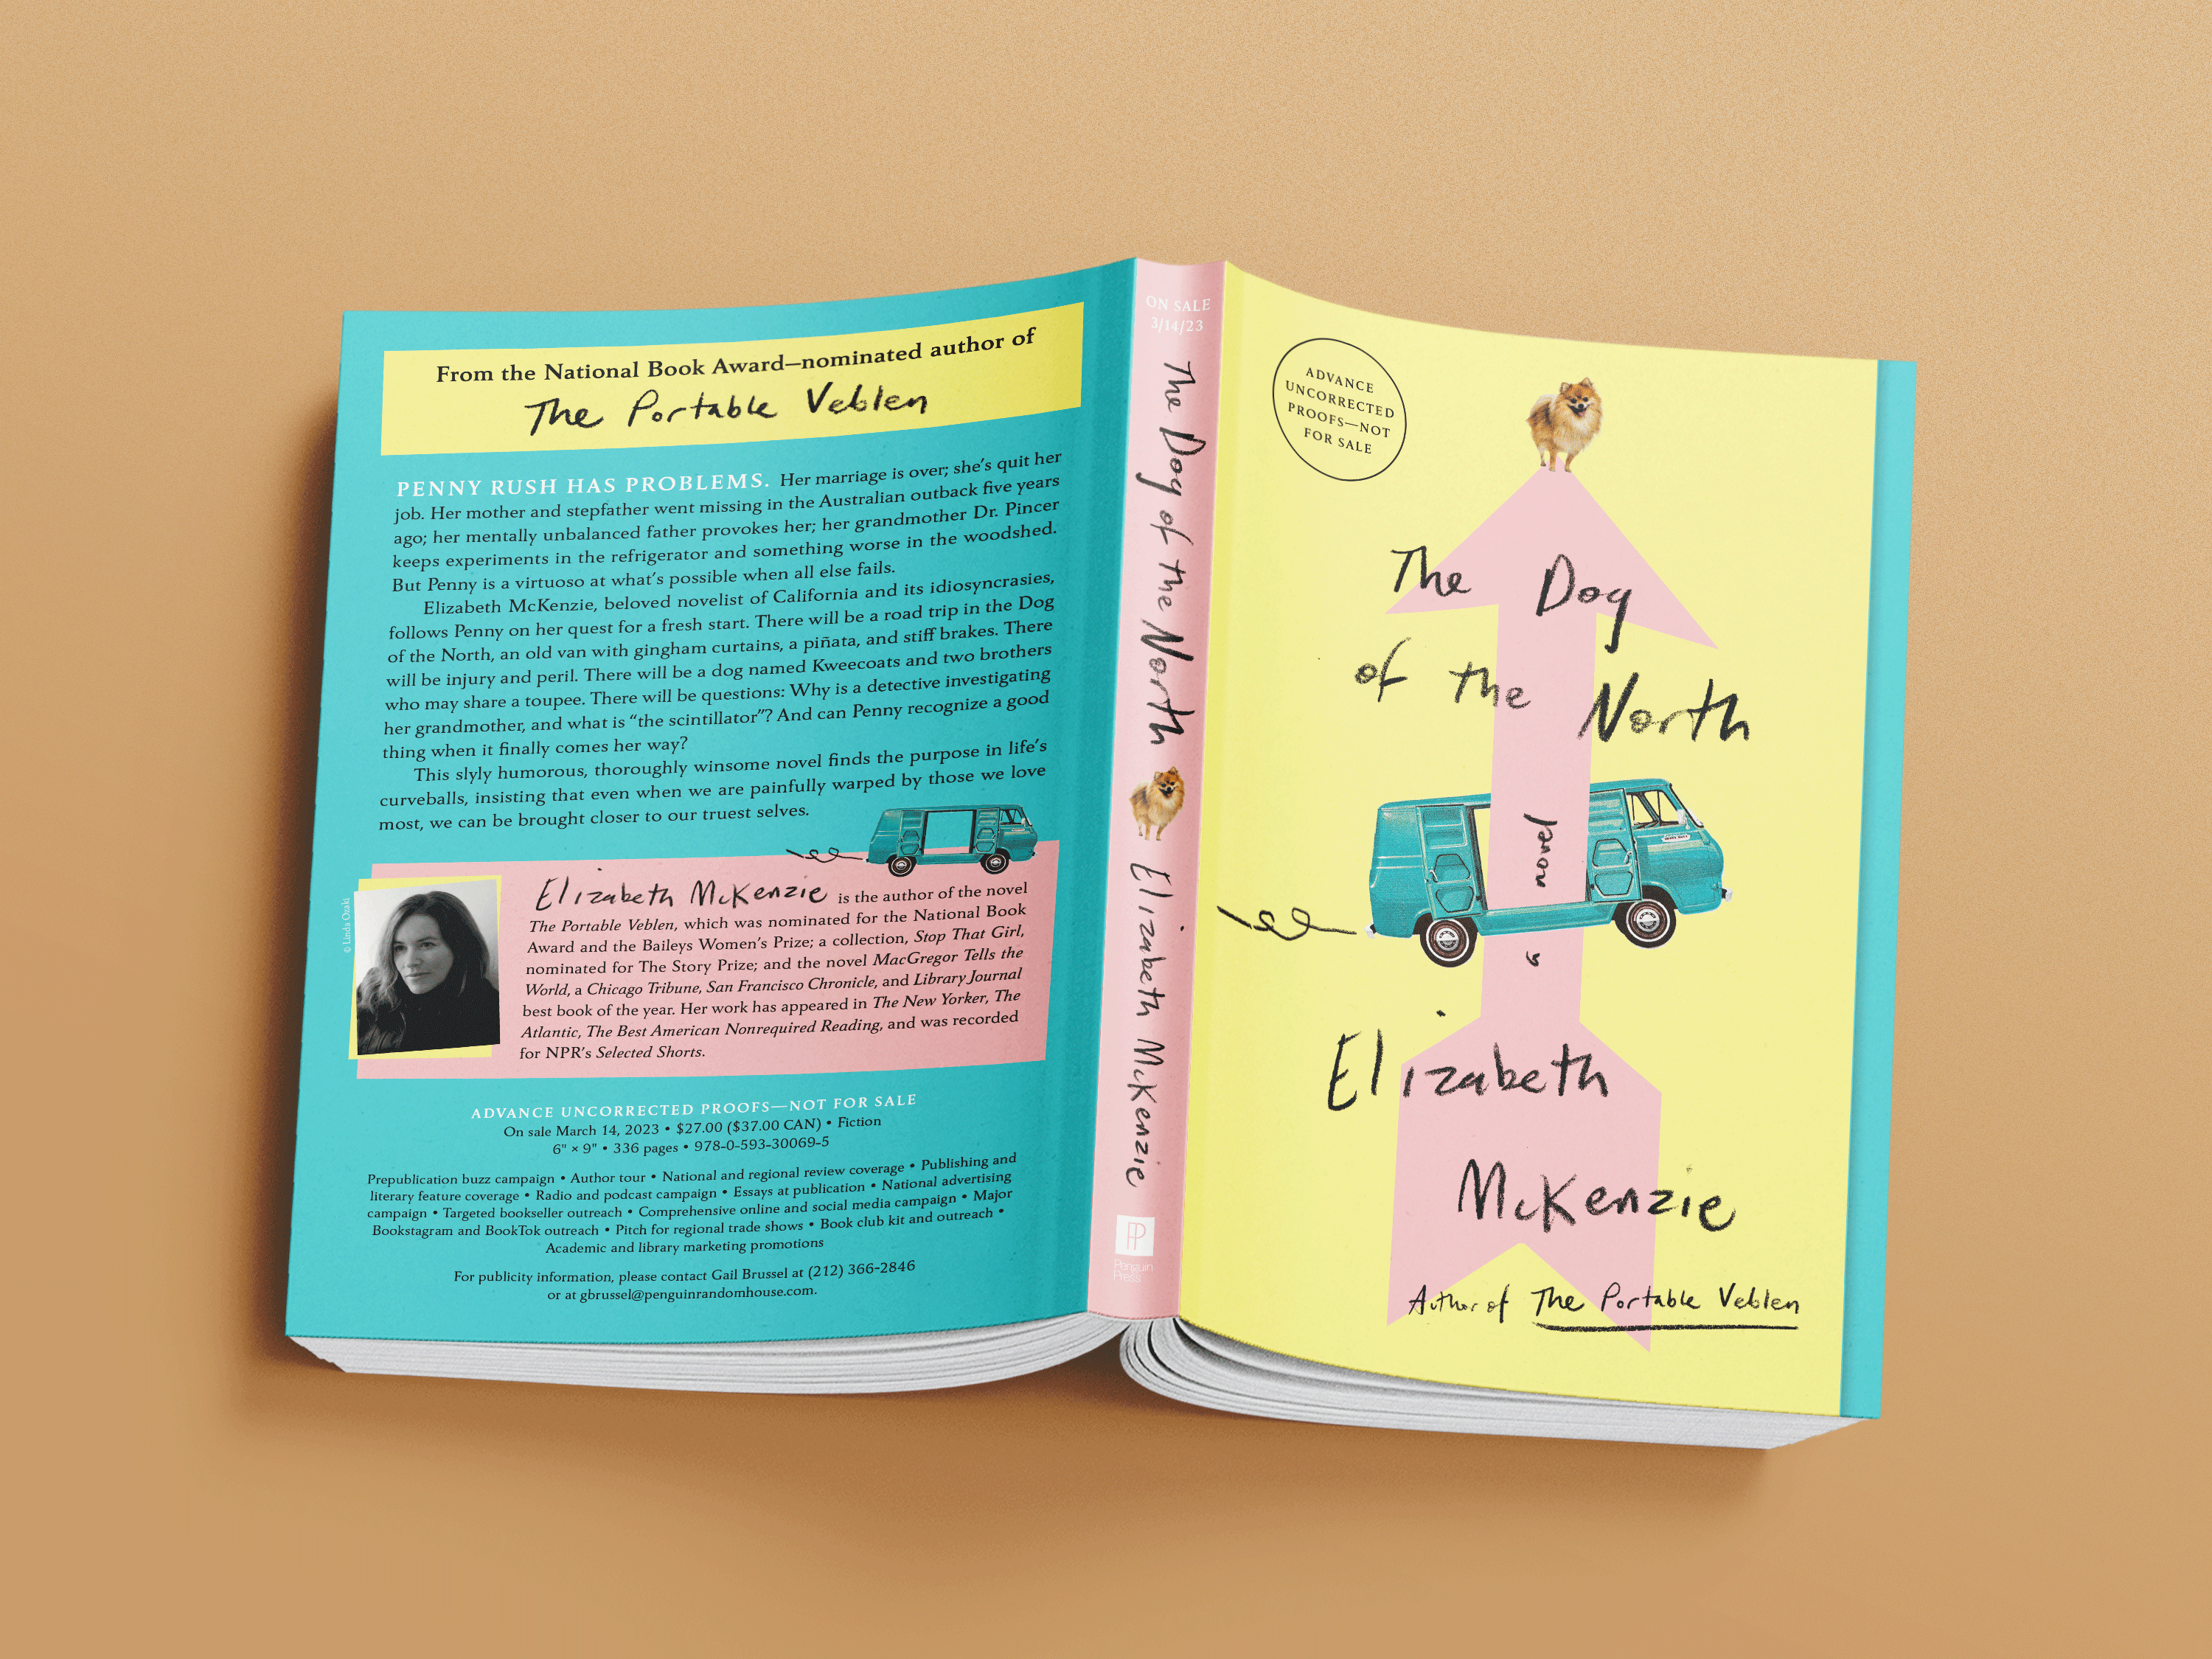 From the National Book Award—nominated author of
The Portable Veblen
PENNY RUSH HAS PROBLEMS. Her marriage is over; she’s quit her
job. Her mother and stepfather went missing in the Australian outback five years
ago; her mentally unbalanced father provokes her; her grandmother Dr. Pincer
keeps experiments in the refrigerator and something worse in the woodshed.
But Penny is a virtuoso at what’s possible when all else fails.
Elizabeth McKenzie, beloved novelist of California and its idiosyncrasies,
follows Penny on her quest for a fresh start. There will be a road trip in the Dog
of the North, an old van with gingham curtains, a piñata, and stiff brakes. There
will be injury and peril. There will be a dog named Kweecoats and two brothers
who may share a toupee. There will be questions: Why is a detective investigating
her grandmother, and what is “the scintillator”? And can Penny recognize a good
thing when it finally comes her way?
This slyly humorous, thoroughly winsome novel finds the purpose in life’s
curveballs, insisting that even when we are painfully warped by those we love
most, we can be brought closer to our truest selves.
© Linda Ozaki
Elizabeth McKenzie is the author of the novel
The Portable Veblen, which was nominated for the National Book
Award and the Baileys Women’s Prize; a collection, Stop That Girl,
nominated for The Story Prize; and the novel MacGregor Tells the
World, a Chicago Tribune, San Francisco Chronicle, and Library Journal
best book of the year. Her work has appeared in The New Yorker, The
Atlantic, The Best American Nonrequired Reading, and was recorded
for NPR’s Selected Shorts.
ADVANCE UNCORRECTED PROOFS—NOT FOR SALE
On sale March 14, 2023 • $27.00 ($37.00 CAN) • Fiction
6" × 9" • 336 pages • 978-0-593-30069-5
Prepublication buzz campaign • Author tour • National and regional review coverage • Publishing and
literary feature coverage • Radio and podcast campaign • Essays at publication • National advertising
campaign • Targeted bookseller outreach • Comprehensive online and social media campaign • Major
Bookstagram and BookTok outreach • Pitch for regional trade shows • Book club kit and outreach •
Academic and library marketing promotions
For publicity information, please contact Gail Brussel at (212) 366-2846
or at gbrussel@penguinrandomhouse.com.
ON SALE
3/14/23
The Dog of the North
Elizabeth McKenzie
Penguin
Press
ADVANCE
UNCORRECTED
PROOFS—NOT
FOR SALE
The Dog
of the North
a novel
Elizabeth
McKenzie
Author of The Portable Veblen